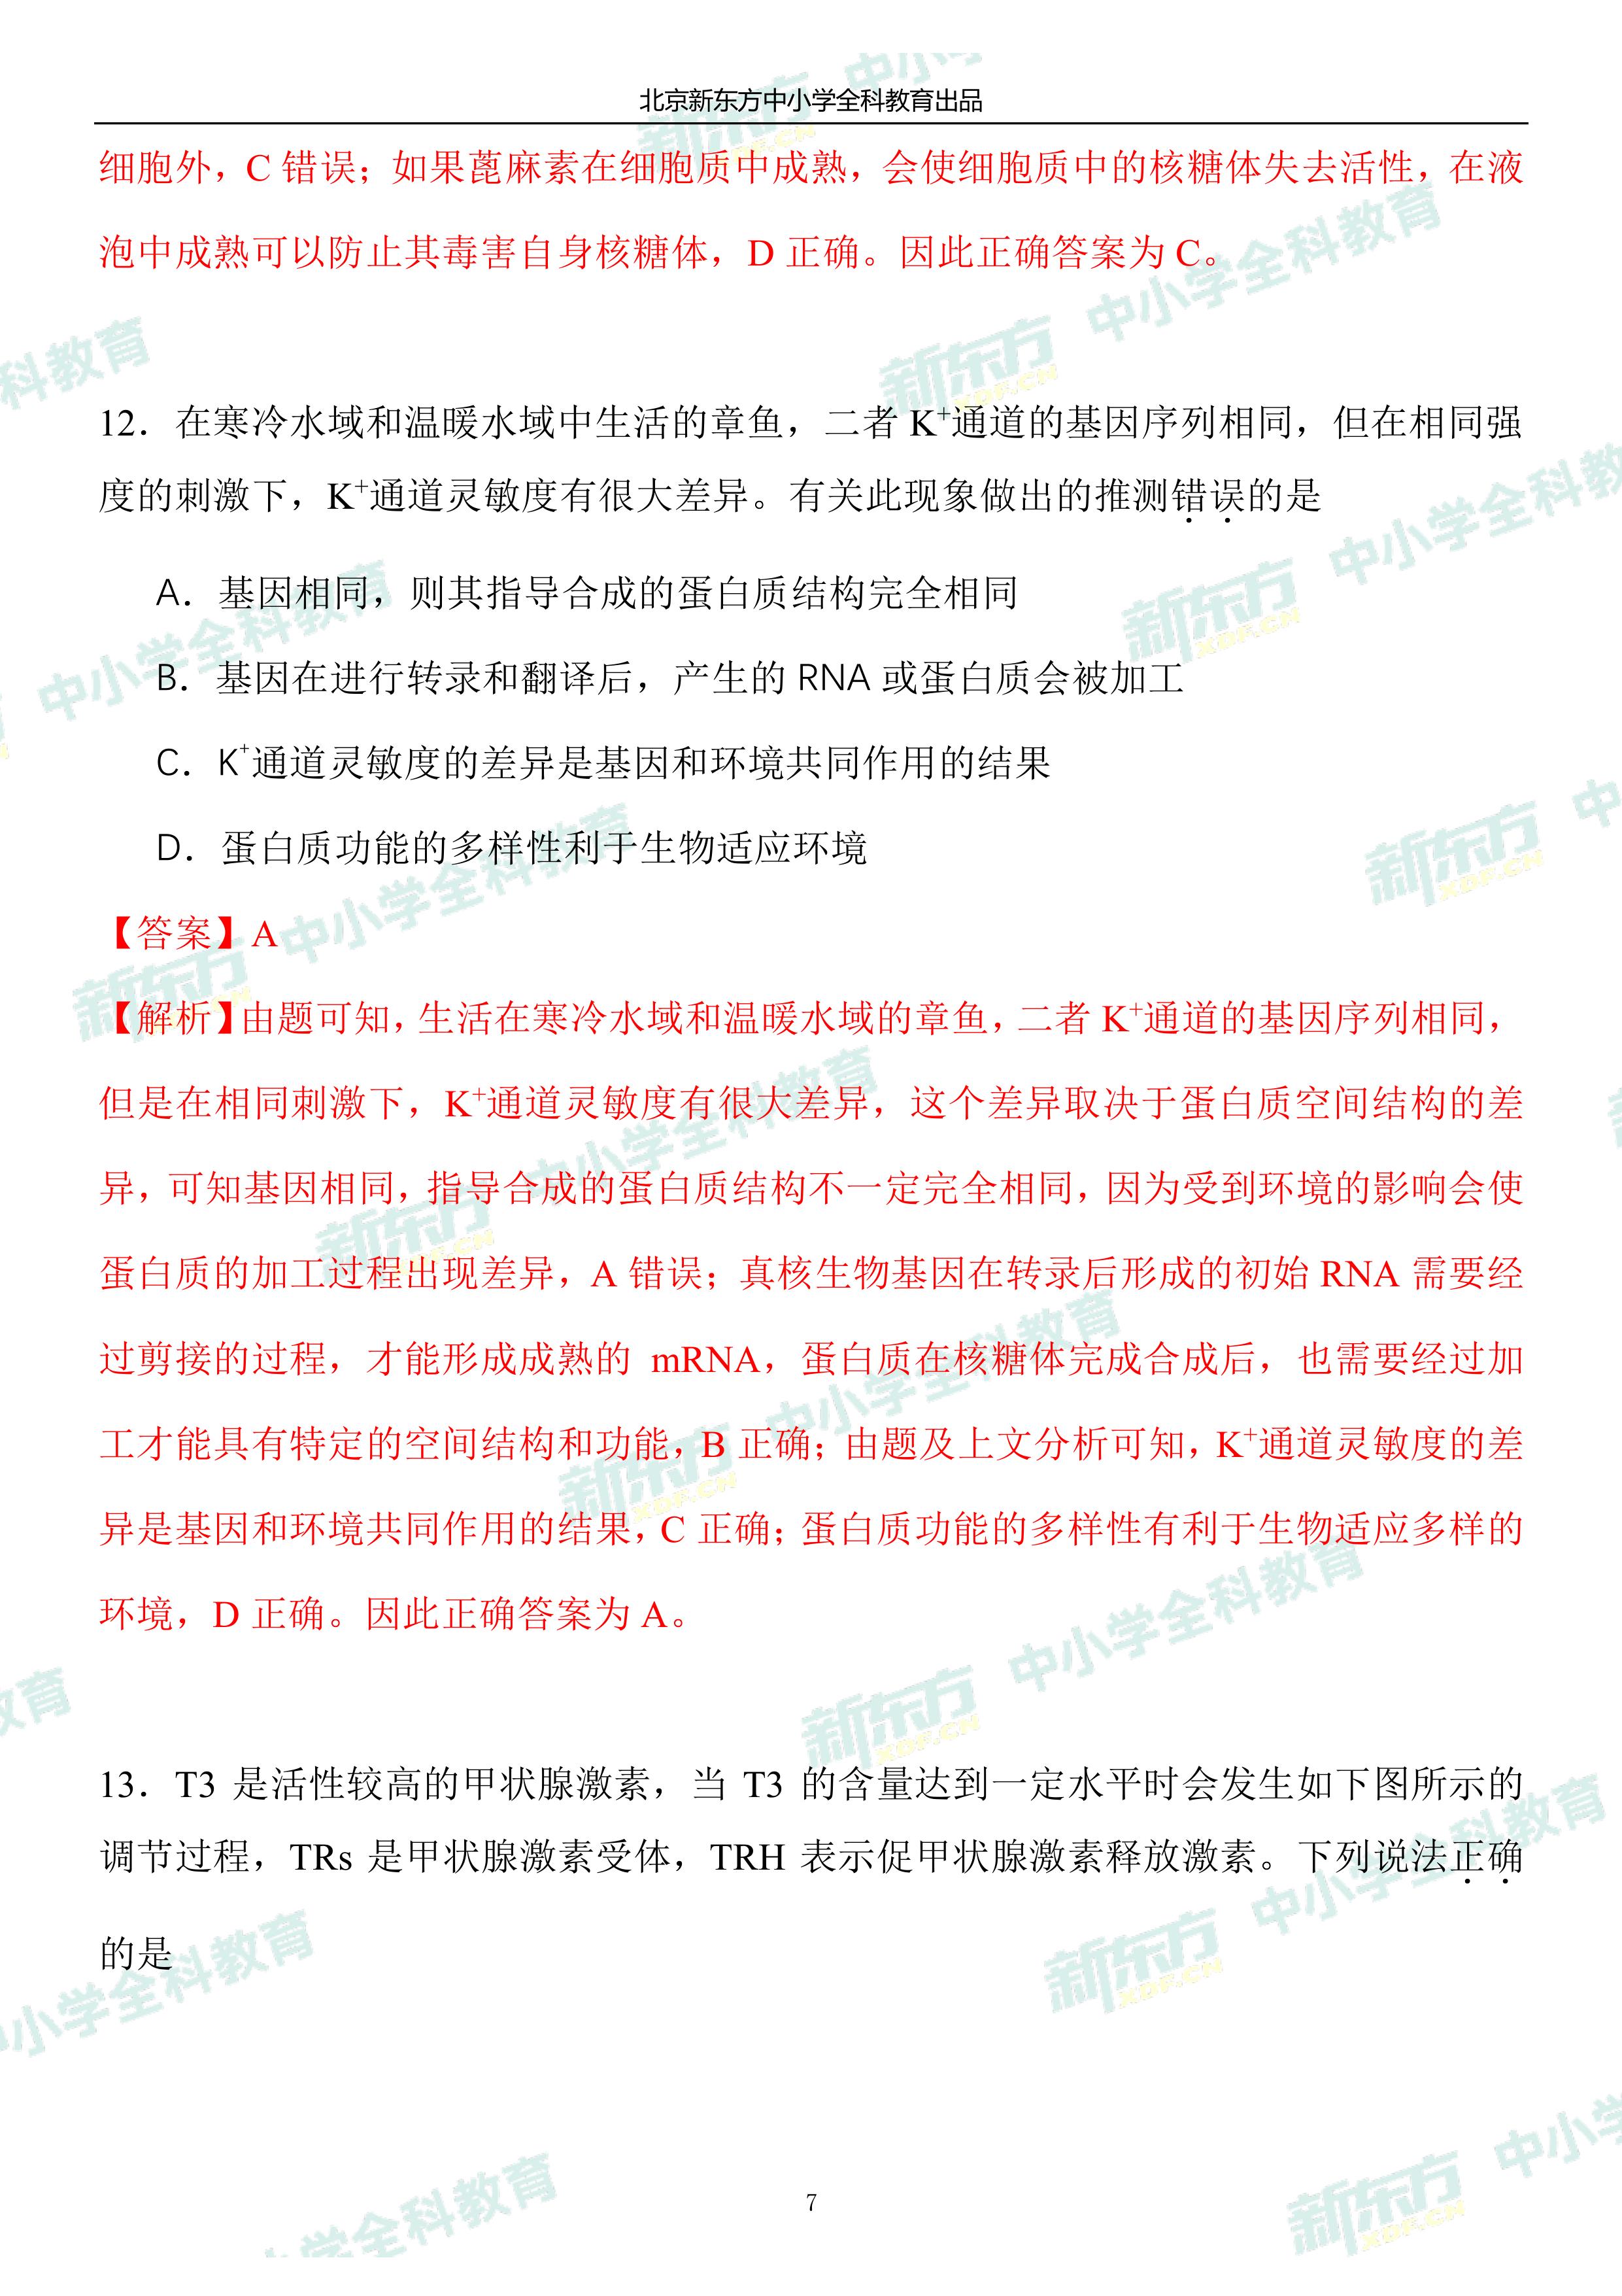 北京新东方中小学全科教育出品
细胞外，C 错误；如果蓖麻素在细胞质中成熟，会使细胞质中的核糖体失去活性，在液
泡中成熟可以防止其毒害自身核糖体，D 正确。因此正确答案为 C。
12．在寒冷水域和温暖水域中生活的章鱼，二者 K⁺通道的基因序列相同，但在相同强
度的刺激下，K⁺通道灵敏度有很大差异。有关此现象做出的推测错误的是
A．基因相同，则其指导合成的蛋白质结构完全相同
B．基因在进行转录和翻译后，产生的 RNA 或蛋白质会被加工
C．K⁺通道灵敏度的差异是基因和环境共同作用的结果
D．蛋白质功能的多样性利于生物适应环境
【答案】A
【解析】由题可知，生活在寒冷水域和温暖水域的章鱼，二者 K⁺通道的基因序列相同，
但是在相同刺激下，K⁺通道灵敏度有很大差异，这个差异取决于蛋白质空间结构的差
异，可知基因相同，指导合成的蛋白质结构不一定完全相同，因为受到环境的影响会使
蛋白质的加工过程出现差异，A 错误；真核生物基因在转录后形成的初始 RNA 需要经
过剪接的过程，才能形成成熟的 mRNA，蛋白质在核糖体完成合成后，也需要经过加
工才能具有特定的空间结构和功能，B 正确；由题及上文分析可知，K⁺通道灵敏度的差
异是基因和环境共同作用的结果，C 正确；蛋白质功能的多样性有利于生物适应多样的
环境，D 正确。因此正确答案为 A。
13．T3 是活性较高的甲状腺激素，当 T3 的含量达到一定水平时会发生如下图所示的
调节过程，TRs 是甲状腺激素受体，TRH 表示促甲状腺激素释放激素。下列说法正确
的是
7